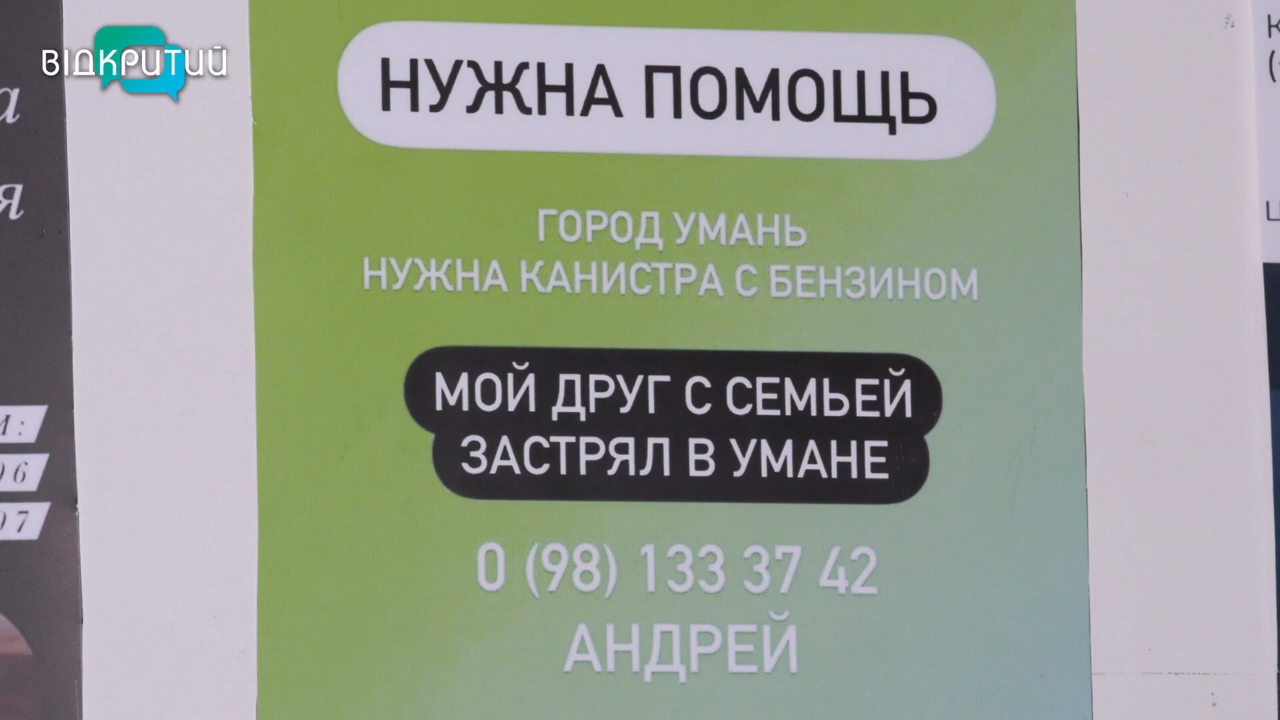 ВІДКРИТИЙ
НУЖНА ПОМОЩЬ
ГОРОД УМАНЬ
НУЖНА КАНИСТРА С БЕНЗИНОМ
МОЙ ДРУГ С СЕМЬЕЙ
ЗАСТРЯЛ В УМАНЕ
0 (98) 133 37 42
АНДРЕЙ